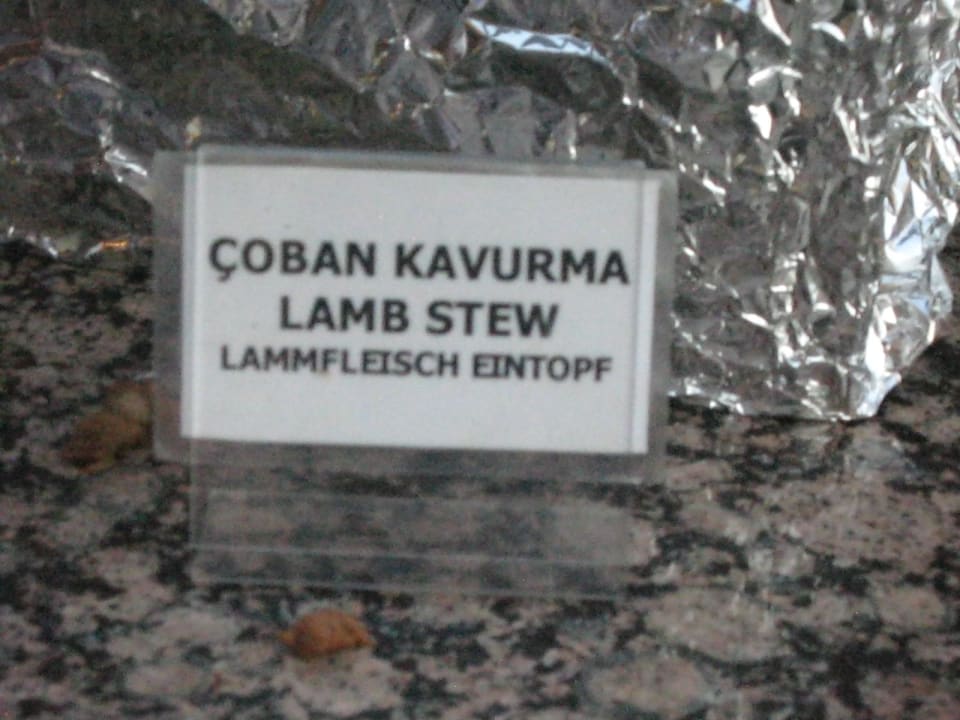 ÇOBAN KAVURMA
LAMB STEW
LAMMFLEISCH EINTOPF